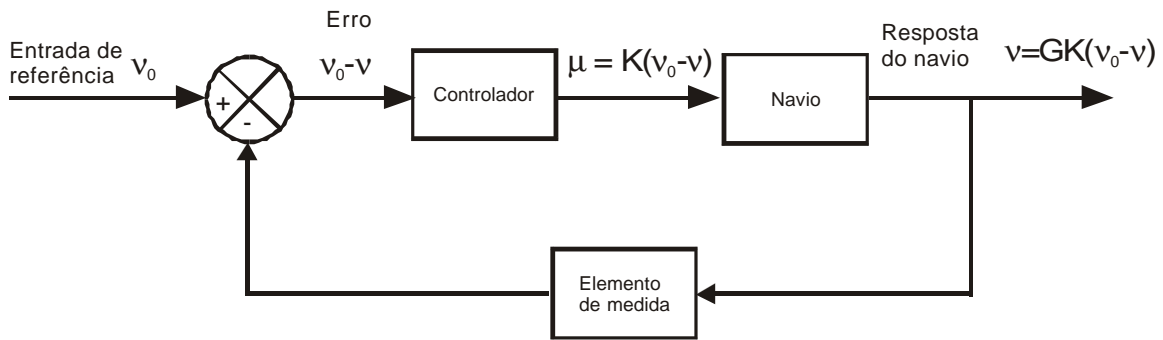 Entrada de
referência
ν₀
+
-
Erro
ν₀-ν
Controlador
μ = K(ν₀-ν)
Navio
Resposta
do navio
ν=GK(ν₀-ν)
Elemento
de medida